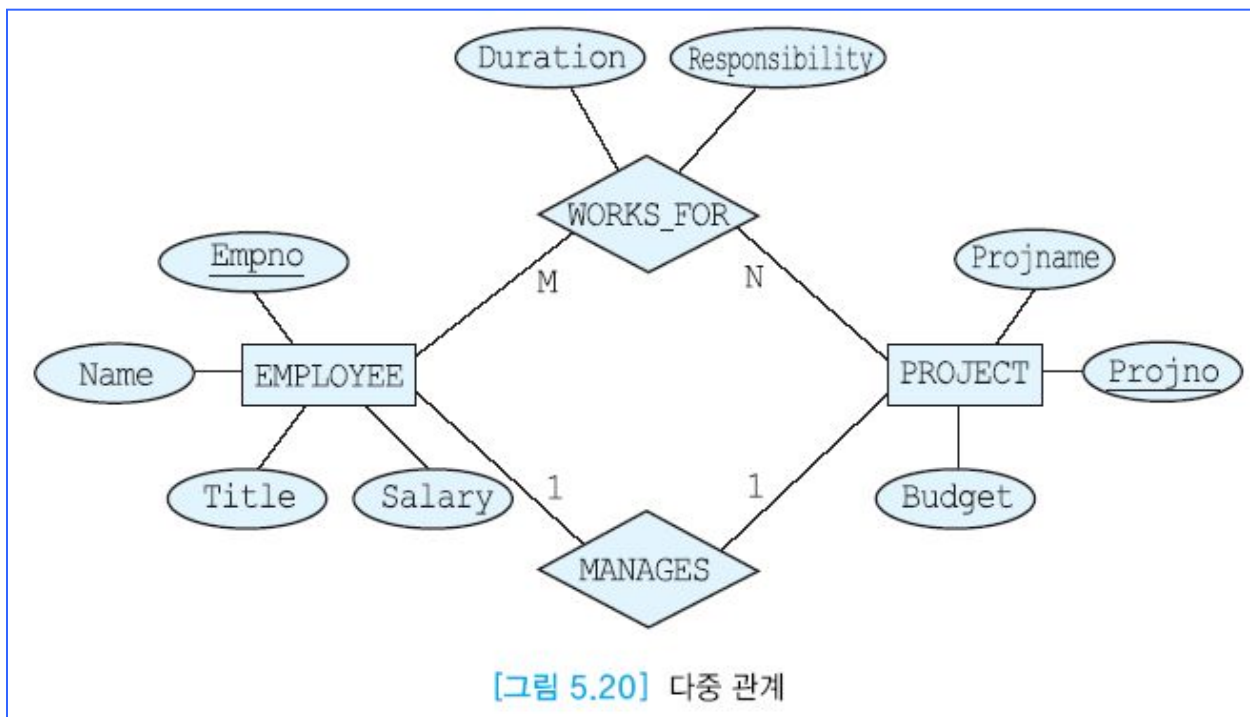 Duration
Responsibility
WORKS_FOR
Empno
Projname
M
N
Name
EMPLOYEE
PROJECT
Projno
Title
Salary
1
1
Budget
MANAGES
[그림 5.20] 다중 관계